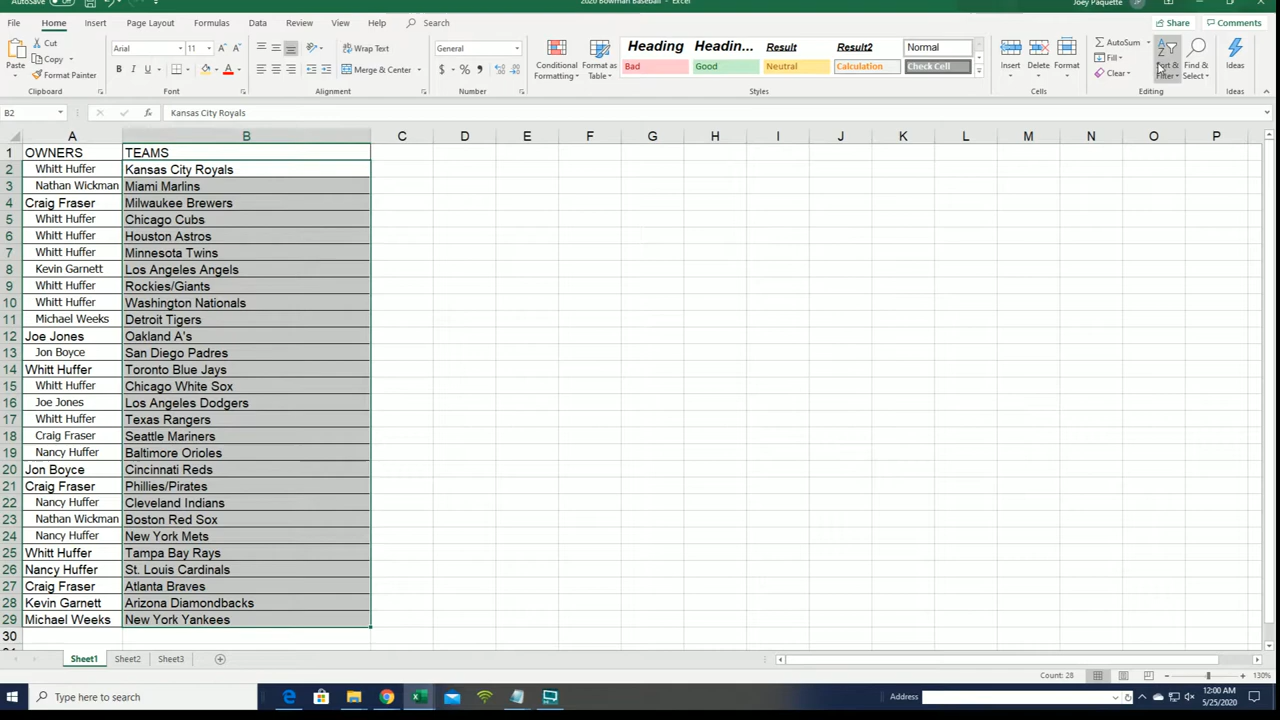 AutoSave
2020 Bowman Baseball - Excel
Joey Paquette
JP
File Home Insert Page Layout Formulas Data Review View Help Search Share Comments
Paste Cut Copy Format Painter Clipboard
Arial 11 Font
Wrap Text Merge & Center Alignment
General Number
Conditional Formatting Format as Table
Heading Headin... Result Result2 Normal
Bad Good Neutral Calculation Check Cell
Styles
Insert Delete Format Cells
AutoSum Fill Clear Sort & Filter Find & Select Editing
Ideas Ideas
B2 Kansas City Royals
A B C D E F G H I J K L M N O P
1 OWNERS TEAMS
2 Whitt Huffer Kansas City Royals
3 Nathan Wickman Miami Marlins
4 Craig Fraser Milwaukee Brewers
5 Whitt Huffer Chicago Cubs
6 Whitt Huffer Houston Astros
7 Whitt Huffer Minnesota Twins
8 Kevin Garnett Los Angeles Angels
9 Whitt Huffer Rockies/Giants
10 Whitt Huffer Washington Nationals
11 Michael Weeks Detroit Tigers
12 Joe Jones Oakland A's
13 Jon Boyce San Diego Padres
14 Whitt Huffer Toronto Blue Jays
15 Whitt Huffer Chicago White Sox
16 Joe Jones Los Angeles Dodgers
17 Whitt Huffer Texas Rangers
18 Craig Fraser Seattle Mariners
19 Nancy Huffer Baltimore Orioles
20 Jon Boyce Cincinnati Reds
21 Craig Fraser Phillies/Pirates
22 Nancy Huffer Cleveland Indians
23 Nathan Wickman Boston Red Sox
24 Nancy Huffer New York Mets
25 Whitt Huffer Tampa Bay Rays
26 Nancy Huffer St. Louis Cardinals
27 Craig Fraser Atlanta Braves
28 Kevin Garnett Arizona Diamondbacks
29 Michael Weeks New York Yankees
30
Sheet1 Sheet2 Sheet3
Count: 28 130%
Type here to search Address 12:00 AM
5/25/2020